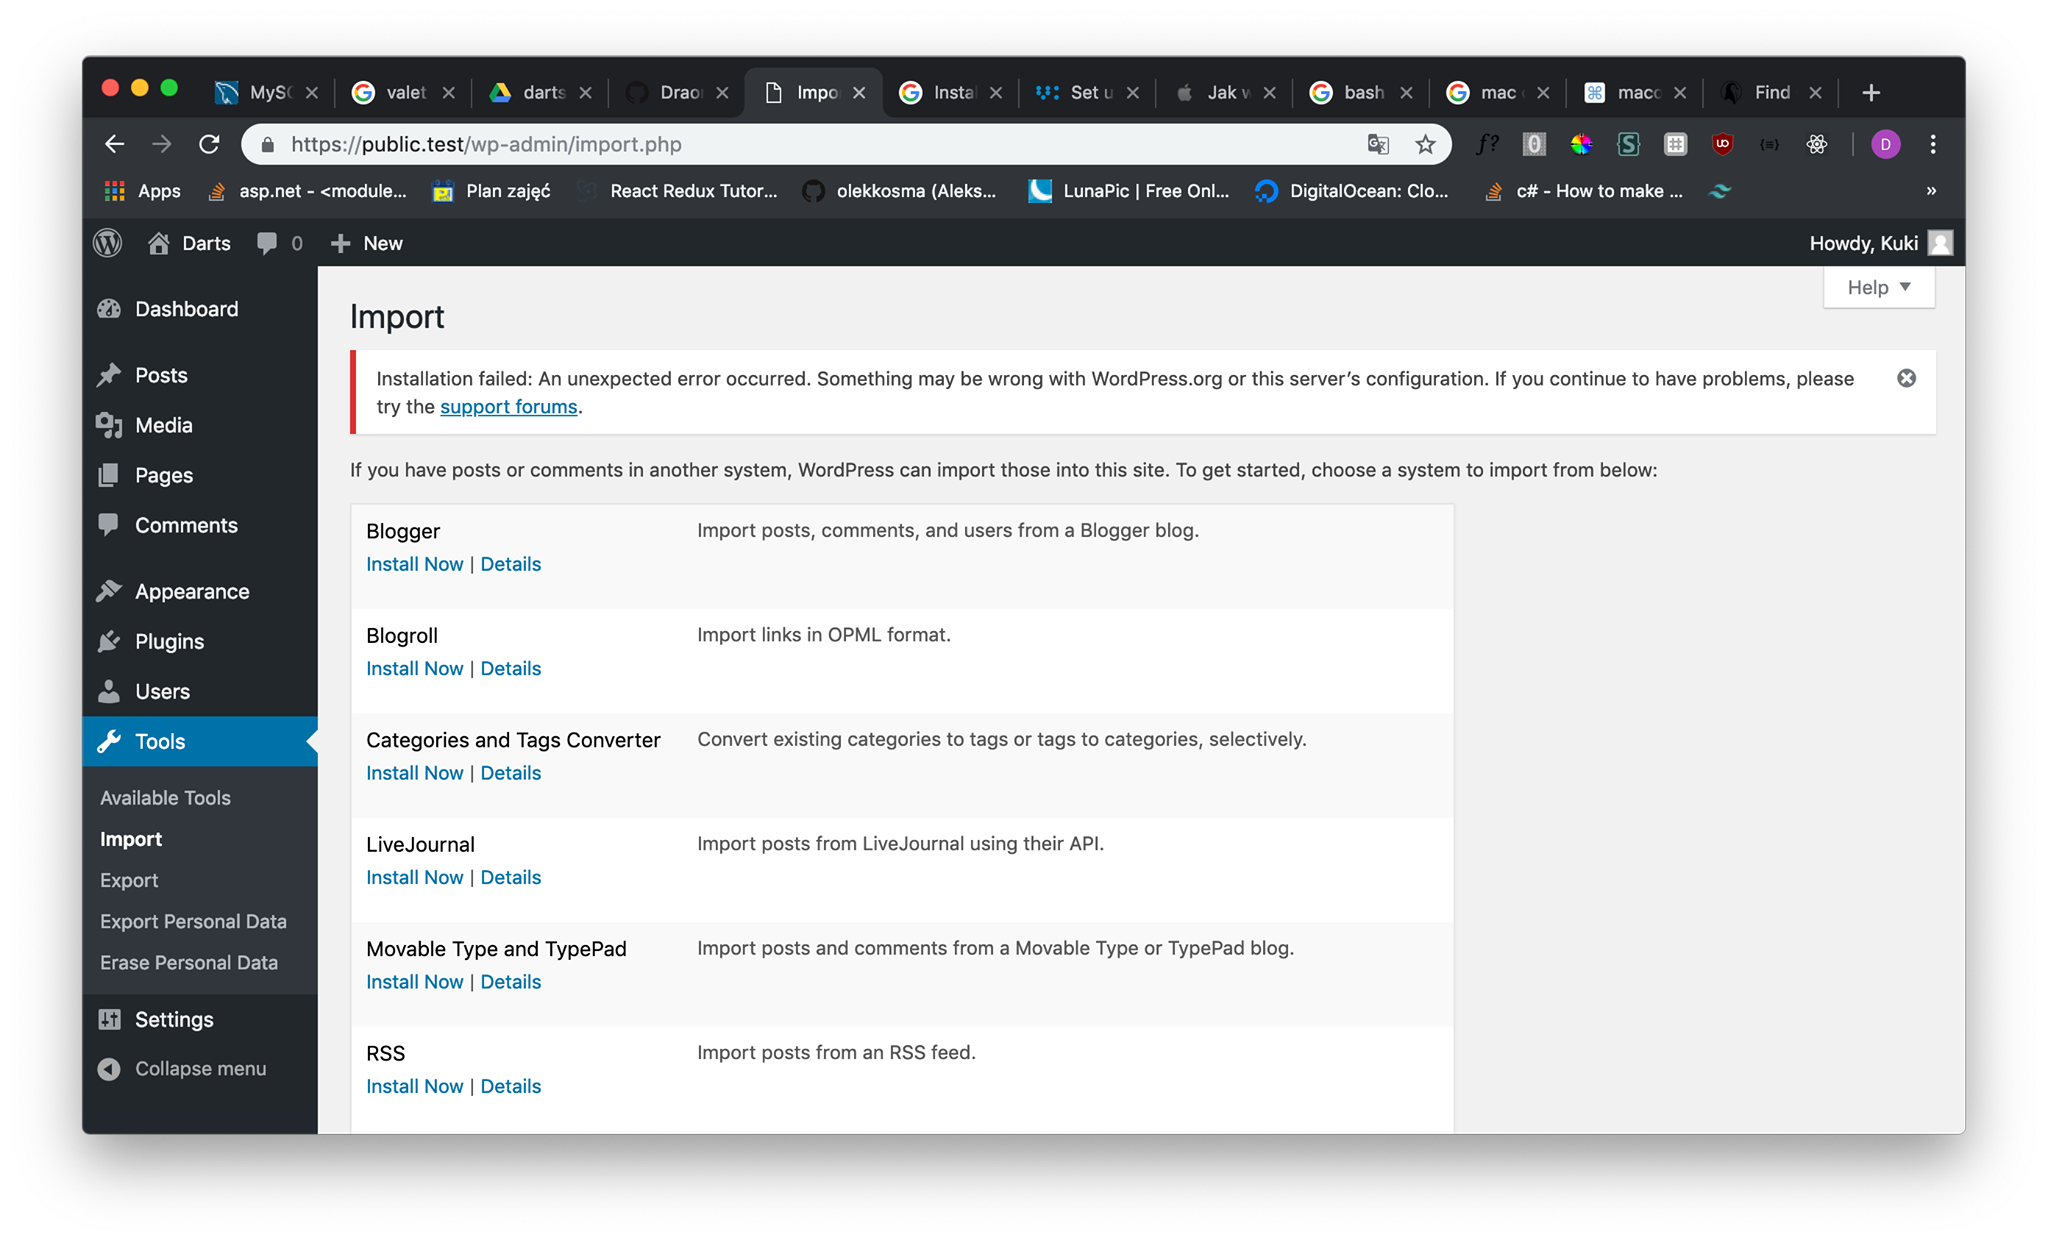 MySQ
valet
darts
Draor
Impo
Instal
Set u
Jak w
bash
mac
maco
Find
https://public.test/wp-admin/import.php
f?
0
S
D
Apps
asp.net - <module...
Plan zajęć
React Redux Tutor...
olekkosma (Aleks...
LunaPic | Free Onl...
DigitalOcean: Clo...
c# - How to make ...
»
Darts
0
New
Howdy, Kuki
Help
Dashboard
Posts
Media
Pages
Comments
Appearance
Plugins
Users
Tools
Available Tools
Import
Export
Export Personal Data
Erase Personal Data
Settings
Collapse menu
Import
Installation failed: An unexpected error occurred. Something may be wrong with WordPress.org or this server’s configuration. If you continue to have problems, please
try the support forums.
If you have posts or comments in another system, WordPress can import those into this site. To get started, choose a system to import from below:
Blogger
Import posts, comments, and users from a Blogger blog.
Install Now | Details
Blogroll
Import links in OPML format.
Install Now | Details
Categories and Tags Converter
Convert existing categories to tags or tags to categories, selectively.
Install Now | Details
LiveJournal
Import posts from LiveJournal using their API.
Install Now | Details
Movable Type and TypePad
Import posts and comments from a Movable Type or TypePad blog.
Install Now | Details
RSS
Import posts from an RSS feed.
Install Now | Details